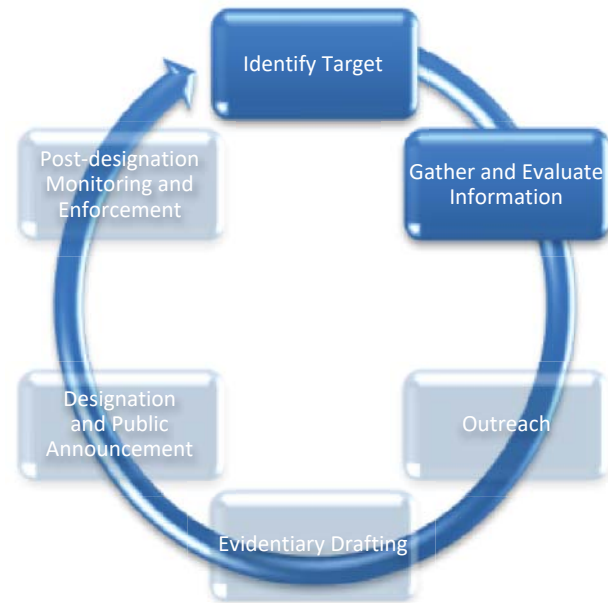 Identify Target
Gather and Evaluate
Information
Outreach
Evidentiary Drafting
Designation
and Public
Announcement
Post-designation
Monitoring and
Enforcement